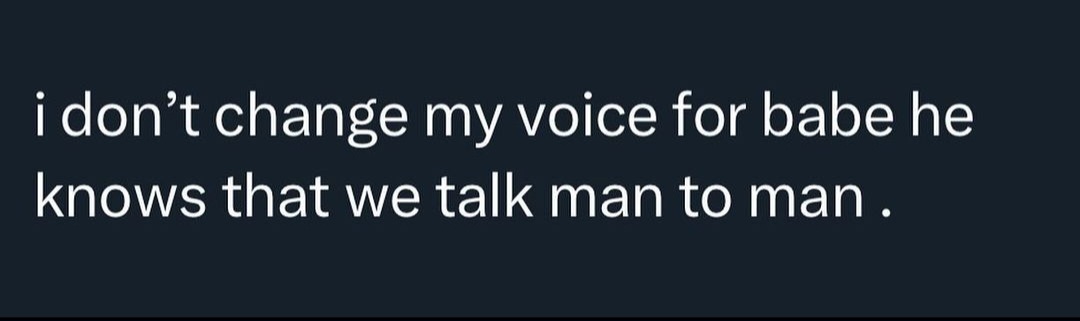 i don’t change my voice for babe he
knows that we talk man to man .